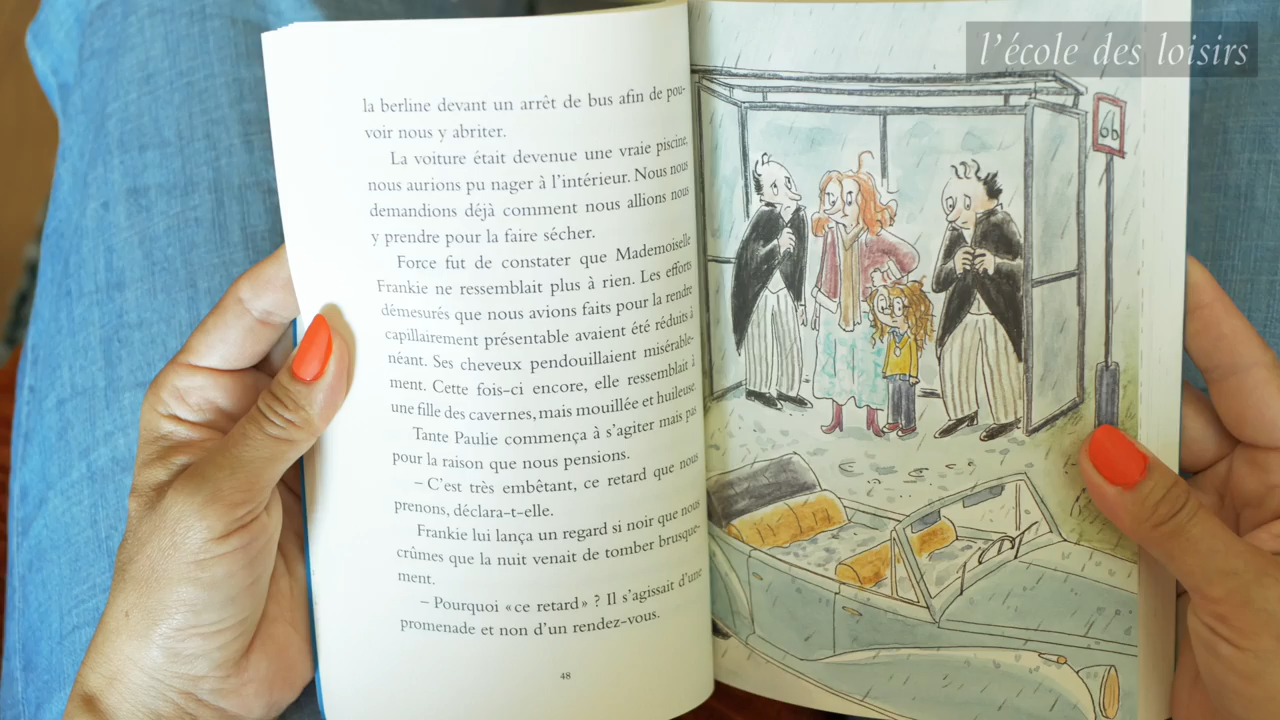 l'école des loisirs
la berline devant un arrêt de bus afin de pou-
voir nous y abriter.
La voiture était devenue une vraie piscine,
nous aurions pu nager à l'intérieur. Nous nous
demandions déjà comment nous allions nous
y prendre pour la faire sécher.
Force fut de constater que Mademoiselle
Frankie ne ressemblait plus à rien. Les efforts
démesurés que nous avions faits pour la rendre
capillairement présentable avaient été réduits à
néant. Ses cheveux pendouillaient misérable-
ment. Cette fois-ci encore, elle ressemblait à
une fille des cavernes, mais mouillée et huileuse.
Tante Paulie commença à s'agiter mais pas
pour la raison que nous pensions.
– C'est très embêtant, ce retard que nous
prenons, déclara-t-elle.
Frankie lui lança un regard si noir que nous
crûmes que la nuit venait de tomber brusque-
ment.
– Pourquoi « ce retard » ? Il s'agissait d'une
promenade et non d'un rendez-vous.
48
6b